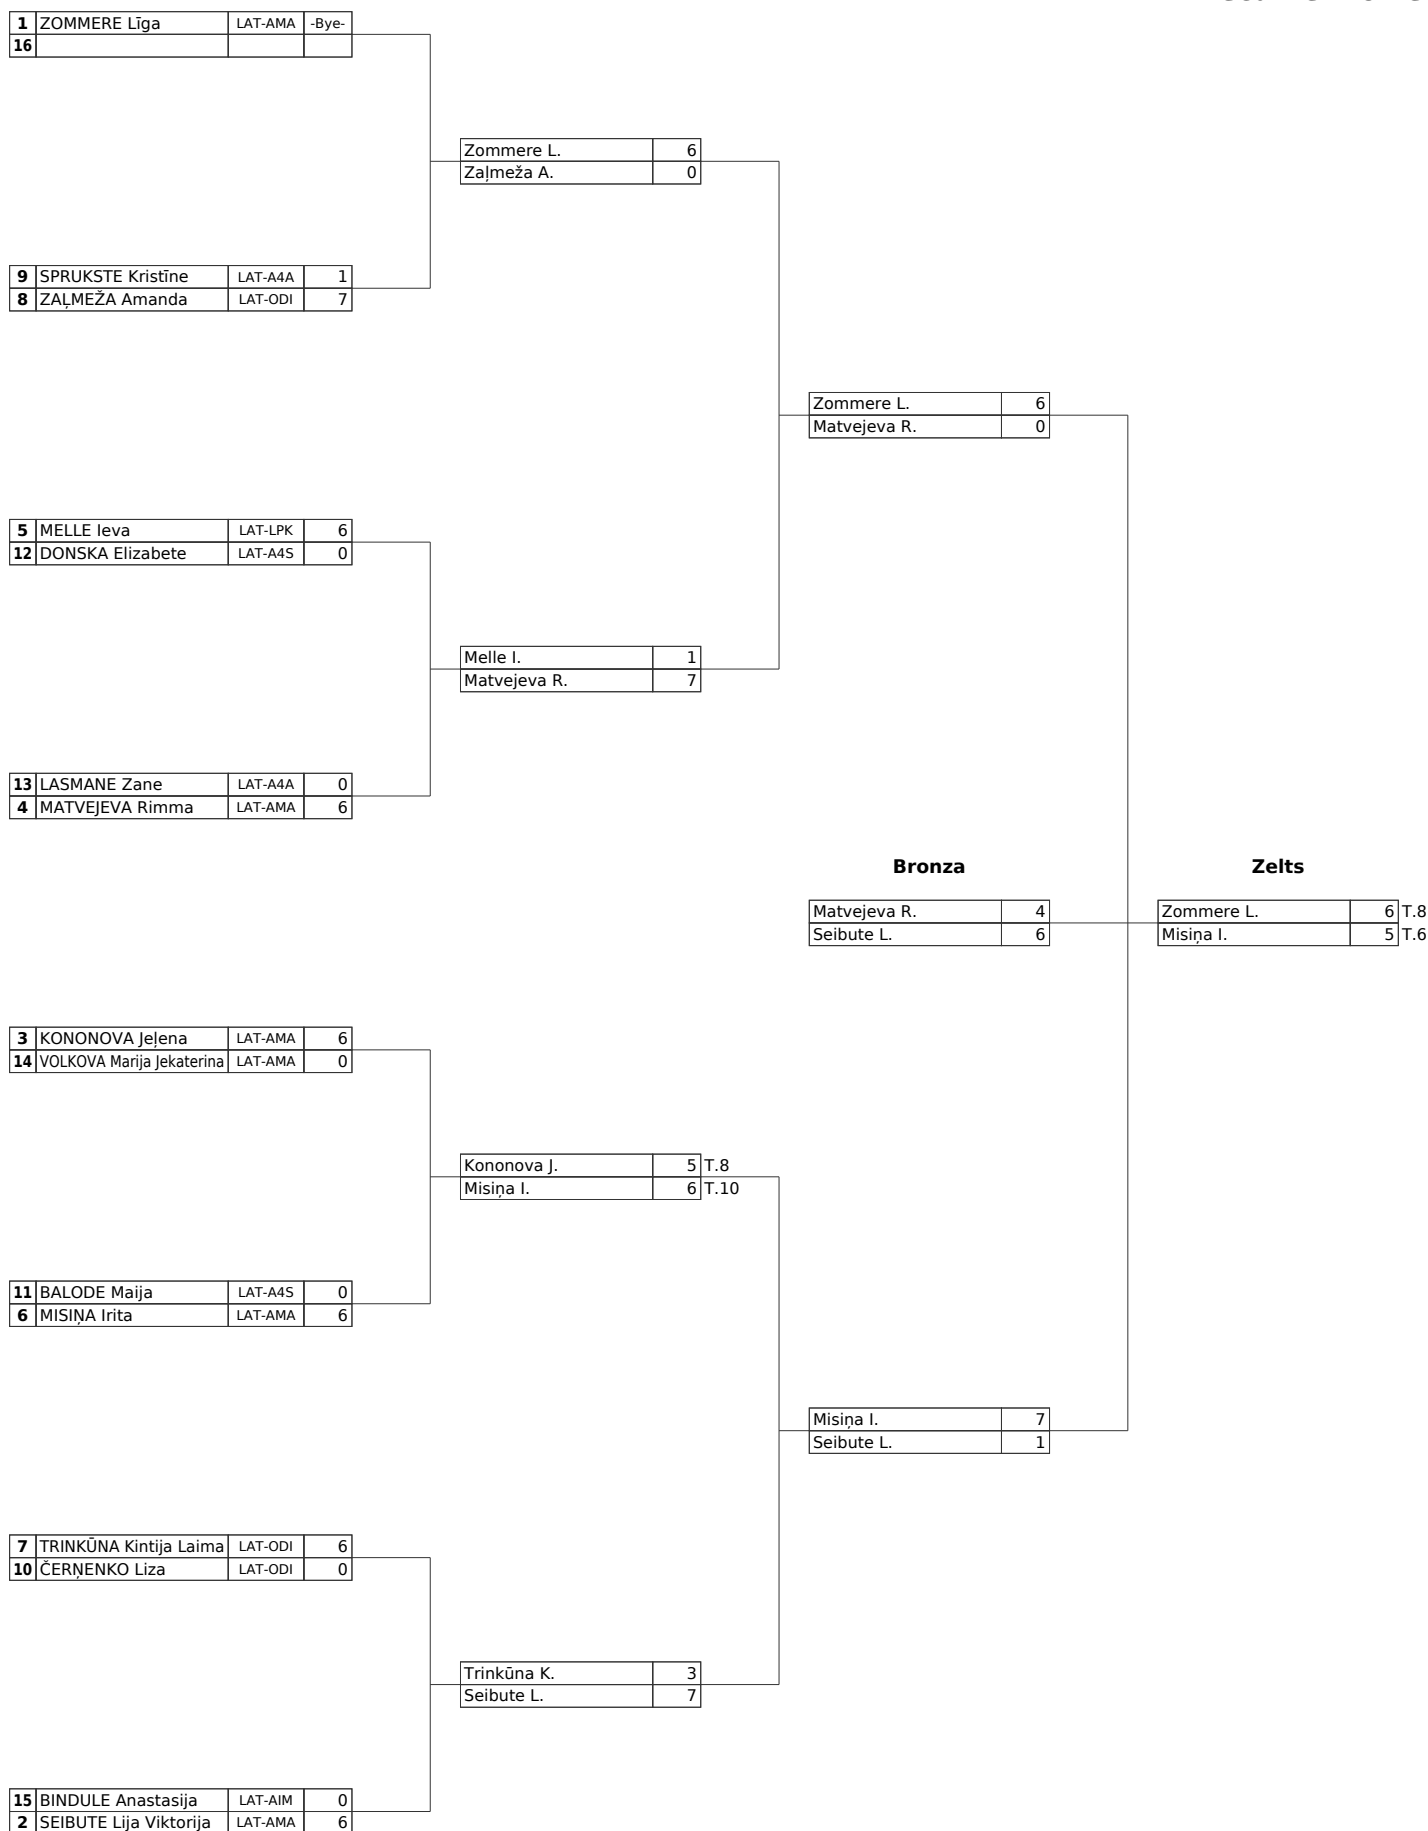 1 ZOMMERE Līga LAT-AMA -Bye-
16
Zommere L. 6
Zaļmeža A. 0
9 SPRUKSTE Kristīne LAT-A4A 1
8 ZAĻMEŽA Amanda LAT-ODI 7
Zommere L. 6
Matvejeva R. 0
5 MELLE Ieva LAT-LPK 6
12 DONSKA Elizabete LAT-A4S 0
Melle I. 1
Matvejeva R. 7
13 LASMANE Zane LAT-A4A 0
4 MATVEJEVA Rimma LAT-AMA 6
Bronza Zelts
Matvejeva R. 4 Zommere L. 6 T.8
Seibute L. 6 Misiņa I. 5 T.6
3 KONONOVA Jeļena LAT-AMA 6
14 VOLKOVA Marija Jekaterina LAT-AMA 0
Kononova J. 5 T.8
Misiņa I. 6 T.10
11 BALODE Maija LAT-A4S 0
6 MISIŅA Irita LAT-AMA 6
Misiņa I. 7
Seibute L. 1
7 TRINKŪNA Kintija Laima LAT-ODI 6
10 ČERŅENKO Liza LAT-ODI 0
Trinkūna K. 3
Seibute L. 7
15 BINDULE Anastasija LAT-AIM 0
2 SEIBUTE Lija Viktorija LAT-AMA 6